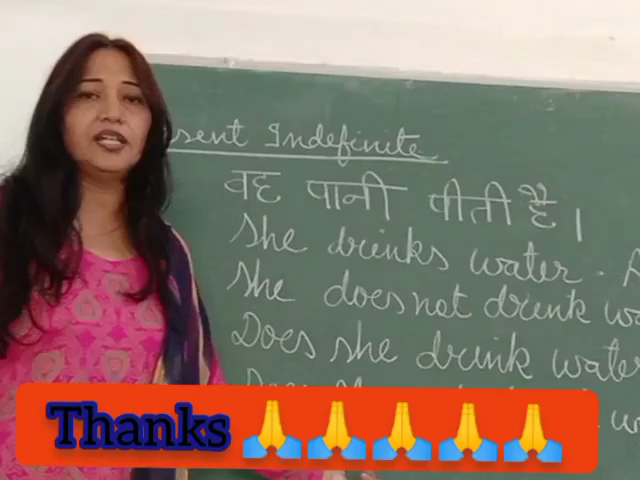 sent Indefinite
वह पानी पीती है।
She drinks water.
She does not drink
Does she drink water
Thanks 🙏🙏🙏🙏🙏